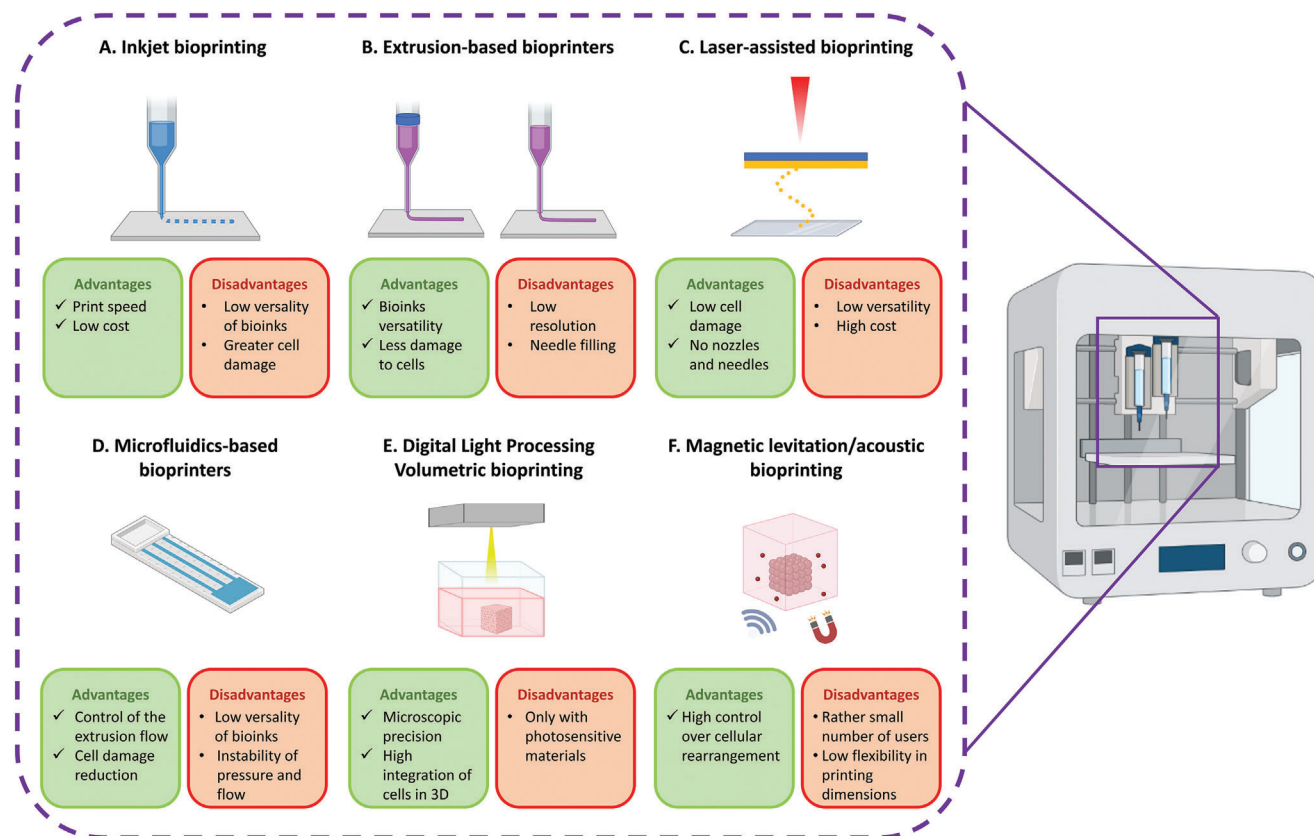 A. Inkjet bioprinting
B. Extrusion-based bioprinters
C. Laser-assisted bioprinting
Advantages
✓ Print speed
✓ Low cost
Disadvantages
• Low versality
of bioinks
• Greater cell
damage
Advantages
✓ Bioinks
versatility
✓ Less damage
to cells
Disadvantages
• Low
resolution
• Needle filling
Advantages
✓ Low cell
damage
✓ No nozzles
and needles
Disadvantages
• Low versatility
• High cost
D. Microfluidics-based
bioprinters
E. Digital Light Processing
Volumetric bioprinting
F. Magnetic levitation/acoustic
bioprinting
Advantages
✓ Control of the
extrusion flow
✓ Cell damage
reduction
Disadvantages
• Low versality
of bioinks
• Instability of
pressure and
flow
Advantages
✓ Microscopic
precision
✓ High
integration of
cells in 3D
Disadvantages
• Only with
photosensitive
materials
Advantages
✓ High control
over cellular
rearrangement
Disadvantages
• Rather small
number of users
• Low flexibility in
printing
dimensions